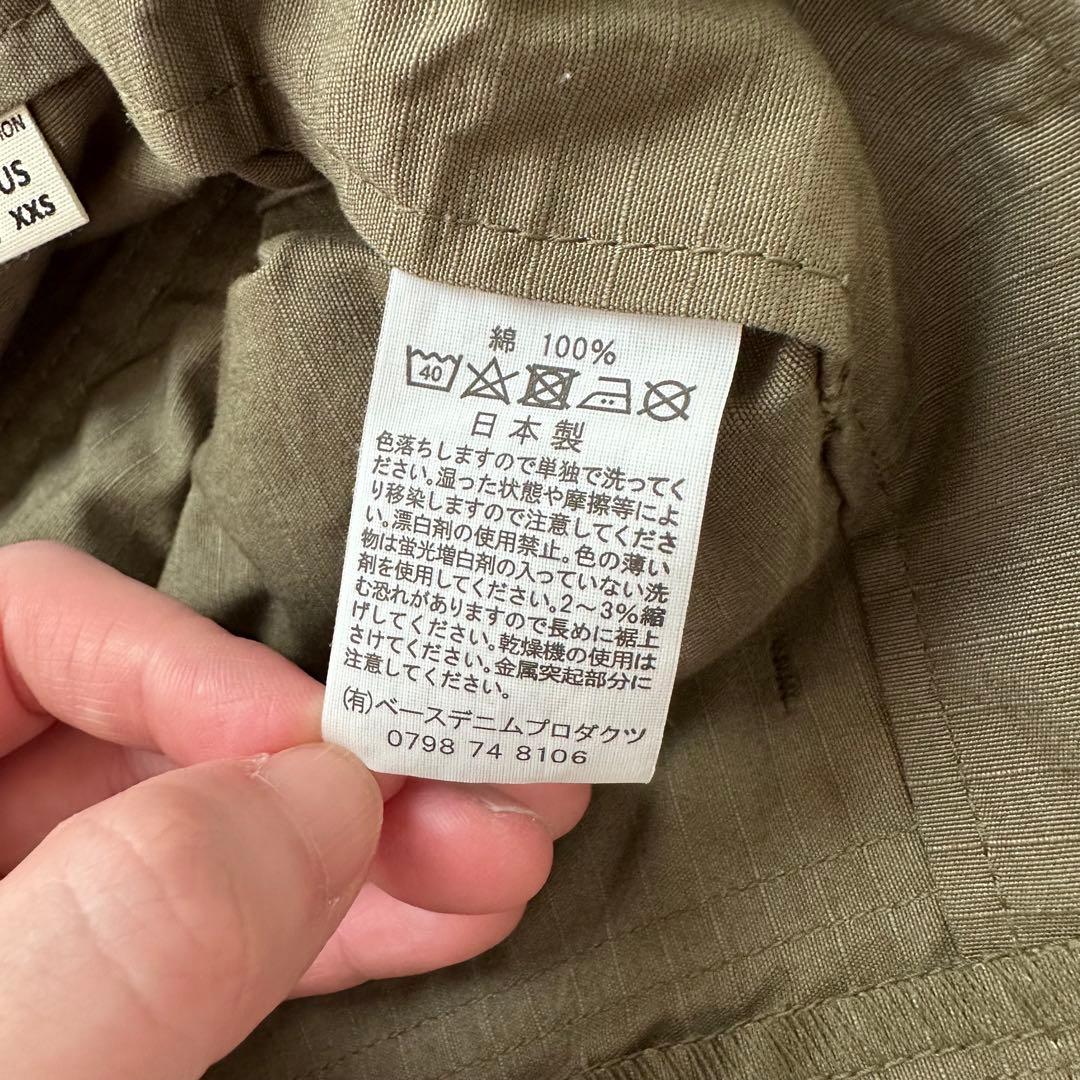 ION
US
XXS
綿 100%
40
日本製
色落ちしますので単独で洗ってく
ださい。湿った状態や摩擦等によ
り移染しますので注意してくださ
い。漂白剤の使用禁止。色の薄い
物は蛍光増白剤の入っていない洗
剤を使用してください。2～3%縮
む恐れがありますので長めに裾上
げしてください。乾燥機の使用は
さけてください。金属突起部分に
注意してください。
(有)ベースデニムプロダクツ
0798 74 8106